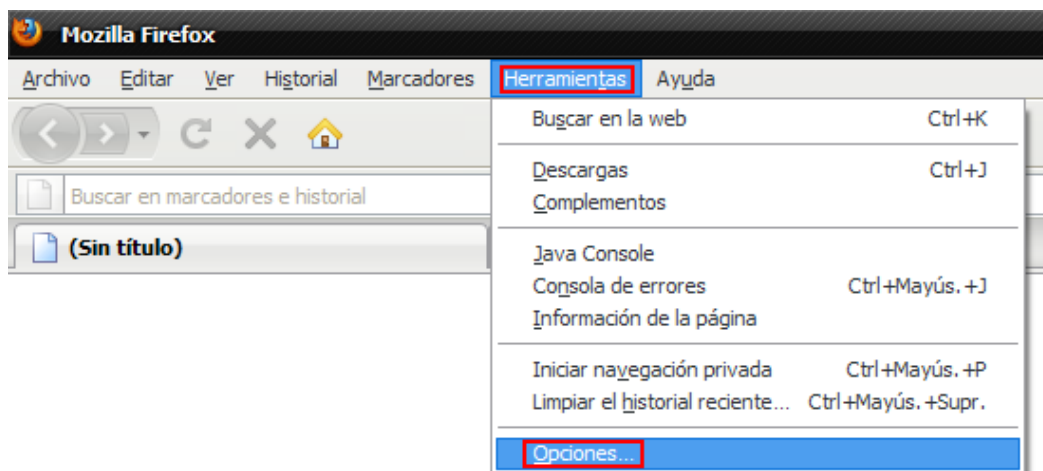 Mozilla Firefox
Archivo Editar Ver Historial Marcadores Herramientas Ayuda
Buscar en la web Ctrl+K
Descargas Ctrl+J
Buscar en marcadores e historial
Complementos
(Sin título)
Java Console
Consola de errores Ctrl+Mayús.+J
Información de la página
Iniciar navegación privada Ctrl+Mayús.+P
Limpiar el historial reciente... Ctrl+Mayús.+Supr.
Opciones...